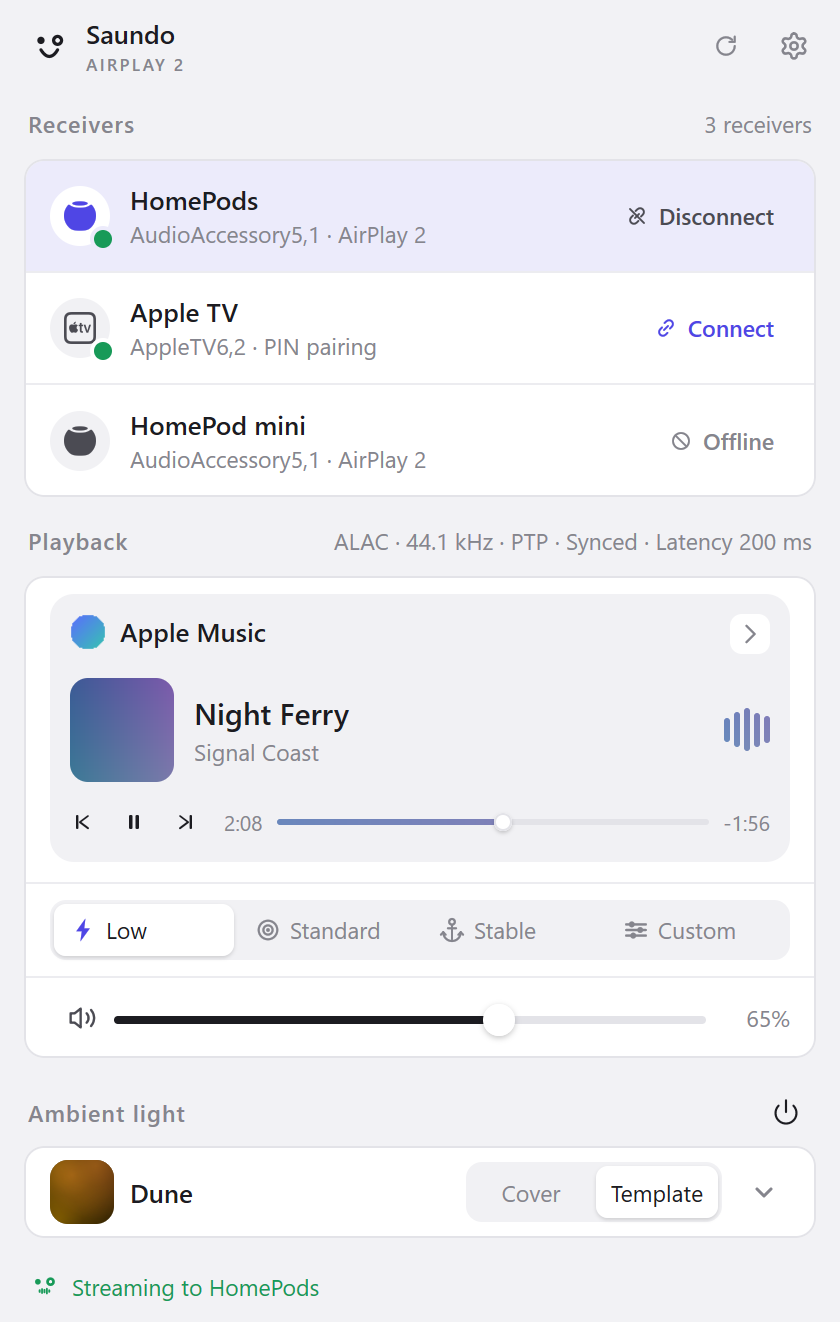 Saundo
AIRPLAY 2
Receivers
3 receivers
HomePods
AudioAccessory5,1 · AirPlay 2
Disconnect
Apple TV
AppleTV6,2 · PIN pairing
Connect
tv
HomePod mini
AudioAccessory5,1 · AirPlay 2
Offline
Playback
ALAC · 44.1 kHz · PTP · Synced · Latency 200 ms
Apple Music
Night Ferry
Signal Coast
2:08
-1:56
Low
Standard
Stable
Custom
65%
Ambient light
Dune
Cover
Template
Streaming to HomePods